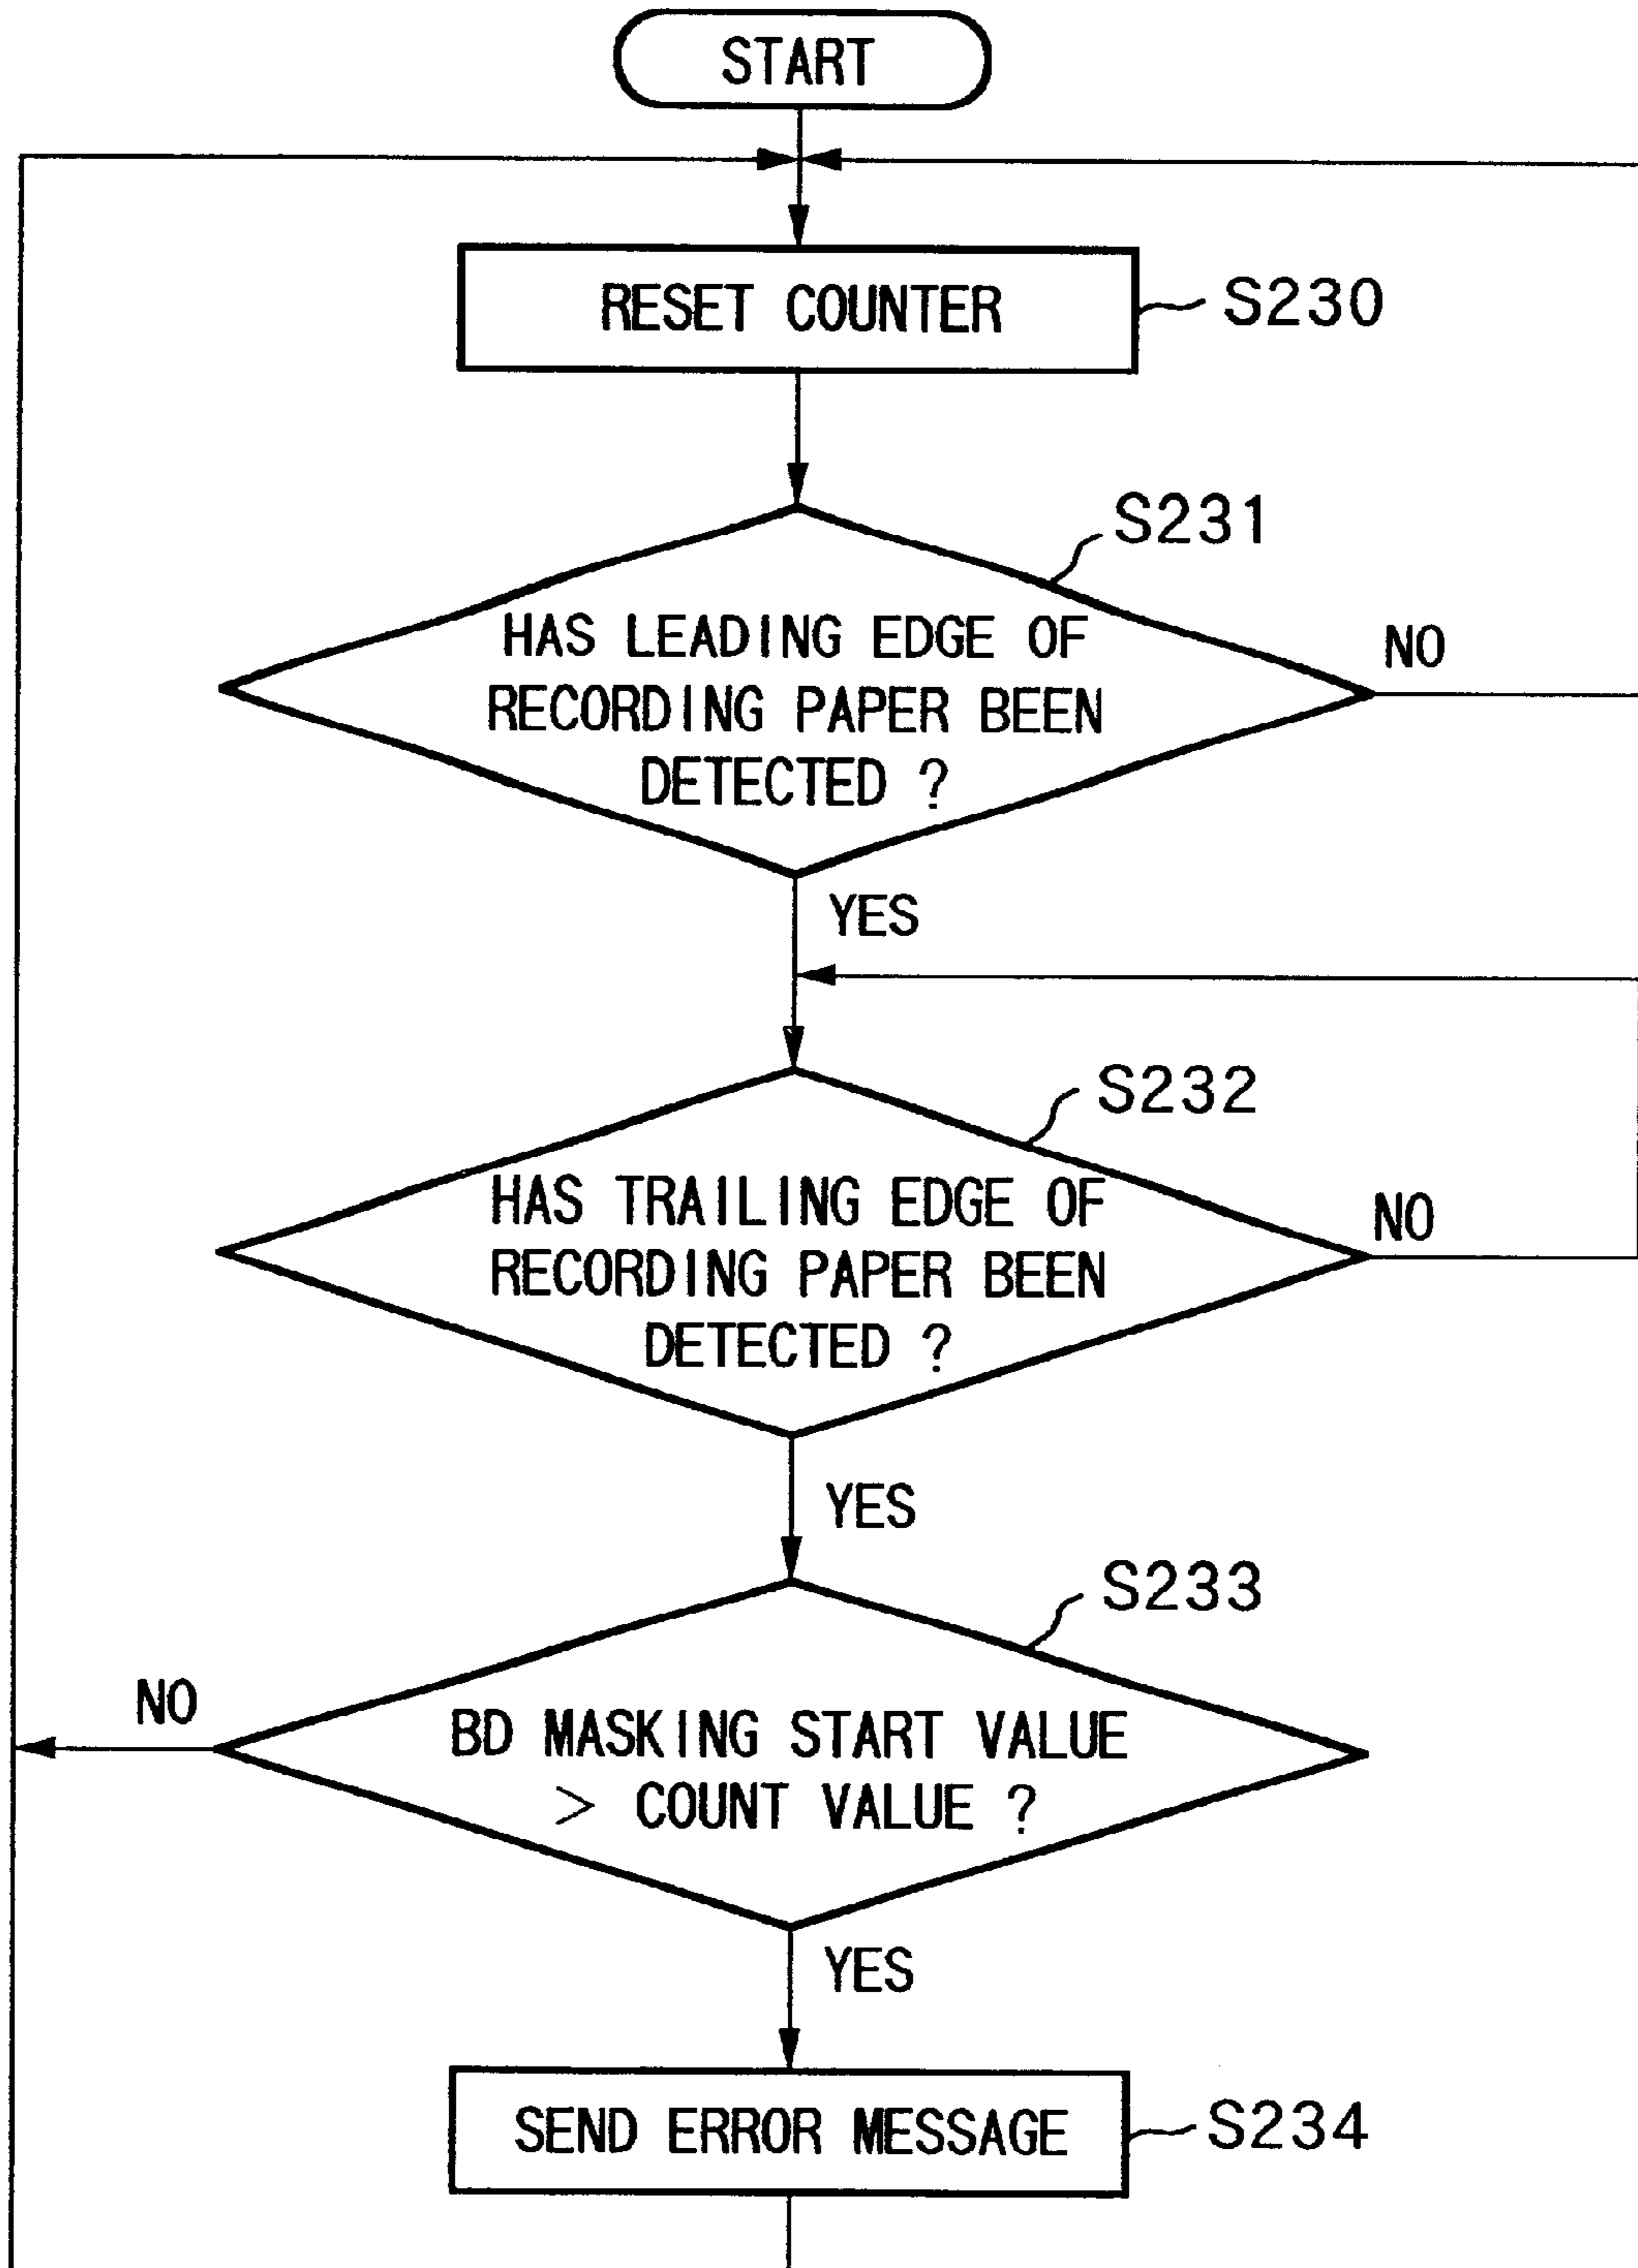 START
RESET COUNTER
S230
S231
HAS LEADING EDGE OF
RECORDING PAPER BEEN
DETECTED ?
NO
YES
S232
HAS TRAILING EDGE OF
RECORDING PAPER BEEN
DETECTED ?
NO
YES
S233
NO
BD MASKING START VALUE
> COUNT VALUE ?
YES
SEND ERROR MESSAGE
S234